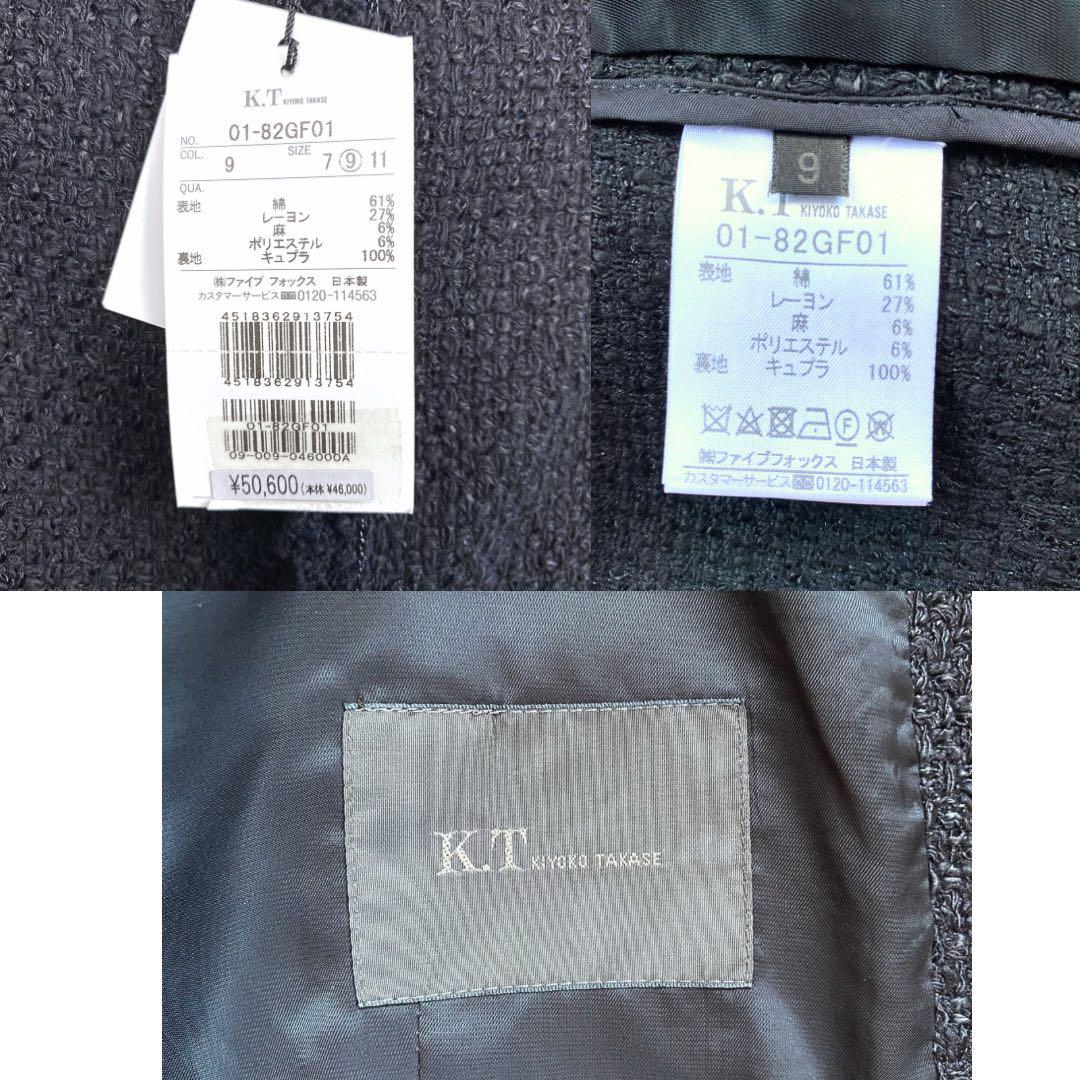 K.T KIYOKO TAKASE
NO. 01-82GF01
COL. 9 SIZE 7 9 11
QUA.
表地 綿 61%
レーヨン 27%
麻 6%
ポリエステル 6%
裏地 キュプラ 100%
㈱ファイブ フォックス 日本製
カスタマーサービス 0120-114563
4518362913754
4518362913754
01-82GF01
09-009-046000A
¥50,600(本体 ¥46,000)
9
K.T KIYOKO TAKASE
01-82GF01
表地 綿 61%
レーヨン 27%
麻 6%
ポリエステル 6%
裏地 キュプラ 100%
F W
㈱ファイブフォックス 日本製
カスタマーサービス 0120-114563
K.T KIYOKO TAKASE